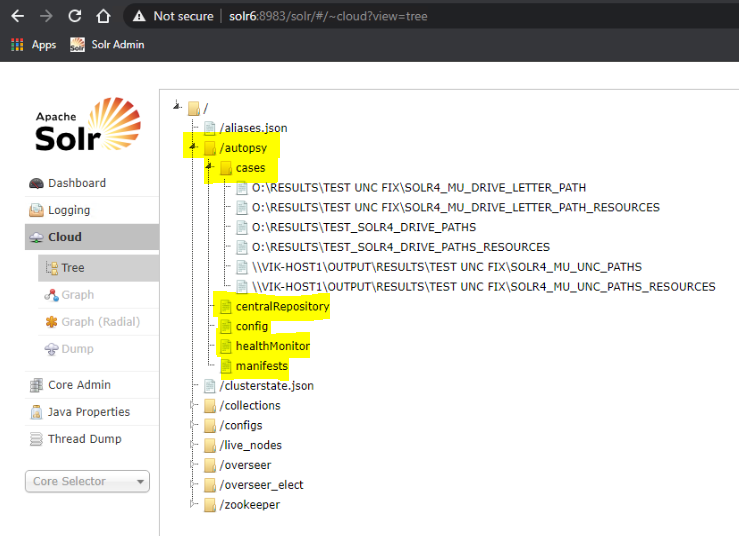 Not secure
solr6:8983/solr/#/~cloud?view=tree
Apps
Solr Admin
Apache
Solr
Dashboard
Logging
Cloud
Tree
Graph
Graph (Radial)
Dump
Core Admin
Java Properties
Thread Dump
Core Selector
/
/aliases.json
/autopsy
cases
O:\RESULTS\TEST UNC FIX\SOLR4_MU_DRIVE_LETTER_PATH
O:\RESULTS\TEST UNC FIX\SOLR4_MU_DRIVE_LETTER_PATH_RESOURCES
O:\RESULTS\TEST_SOLR4_DRIVE_PATHS
O:\RESULTS\TEST_SOLR4_DRIVE_PATHS_RESOURCES
\\VIK-HOST1\OUTPUT\RESULTS\TEST UNC FIX\SOLR4_MU_UNC_PATHS
\\VIK-HOST1\OUTPUT\RESULTS\TEST UNC FIX\SOLR4_MU_UNC_PATHS_RESOURCES
centralRepository
config
healthMonitor
manifests
/clusterstate.json
/collections
/configs
/live_nodes
/overseer
/overseer_elect
/zookeeper